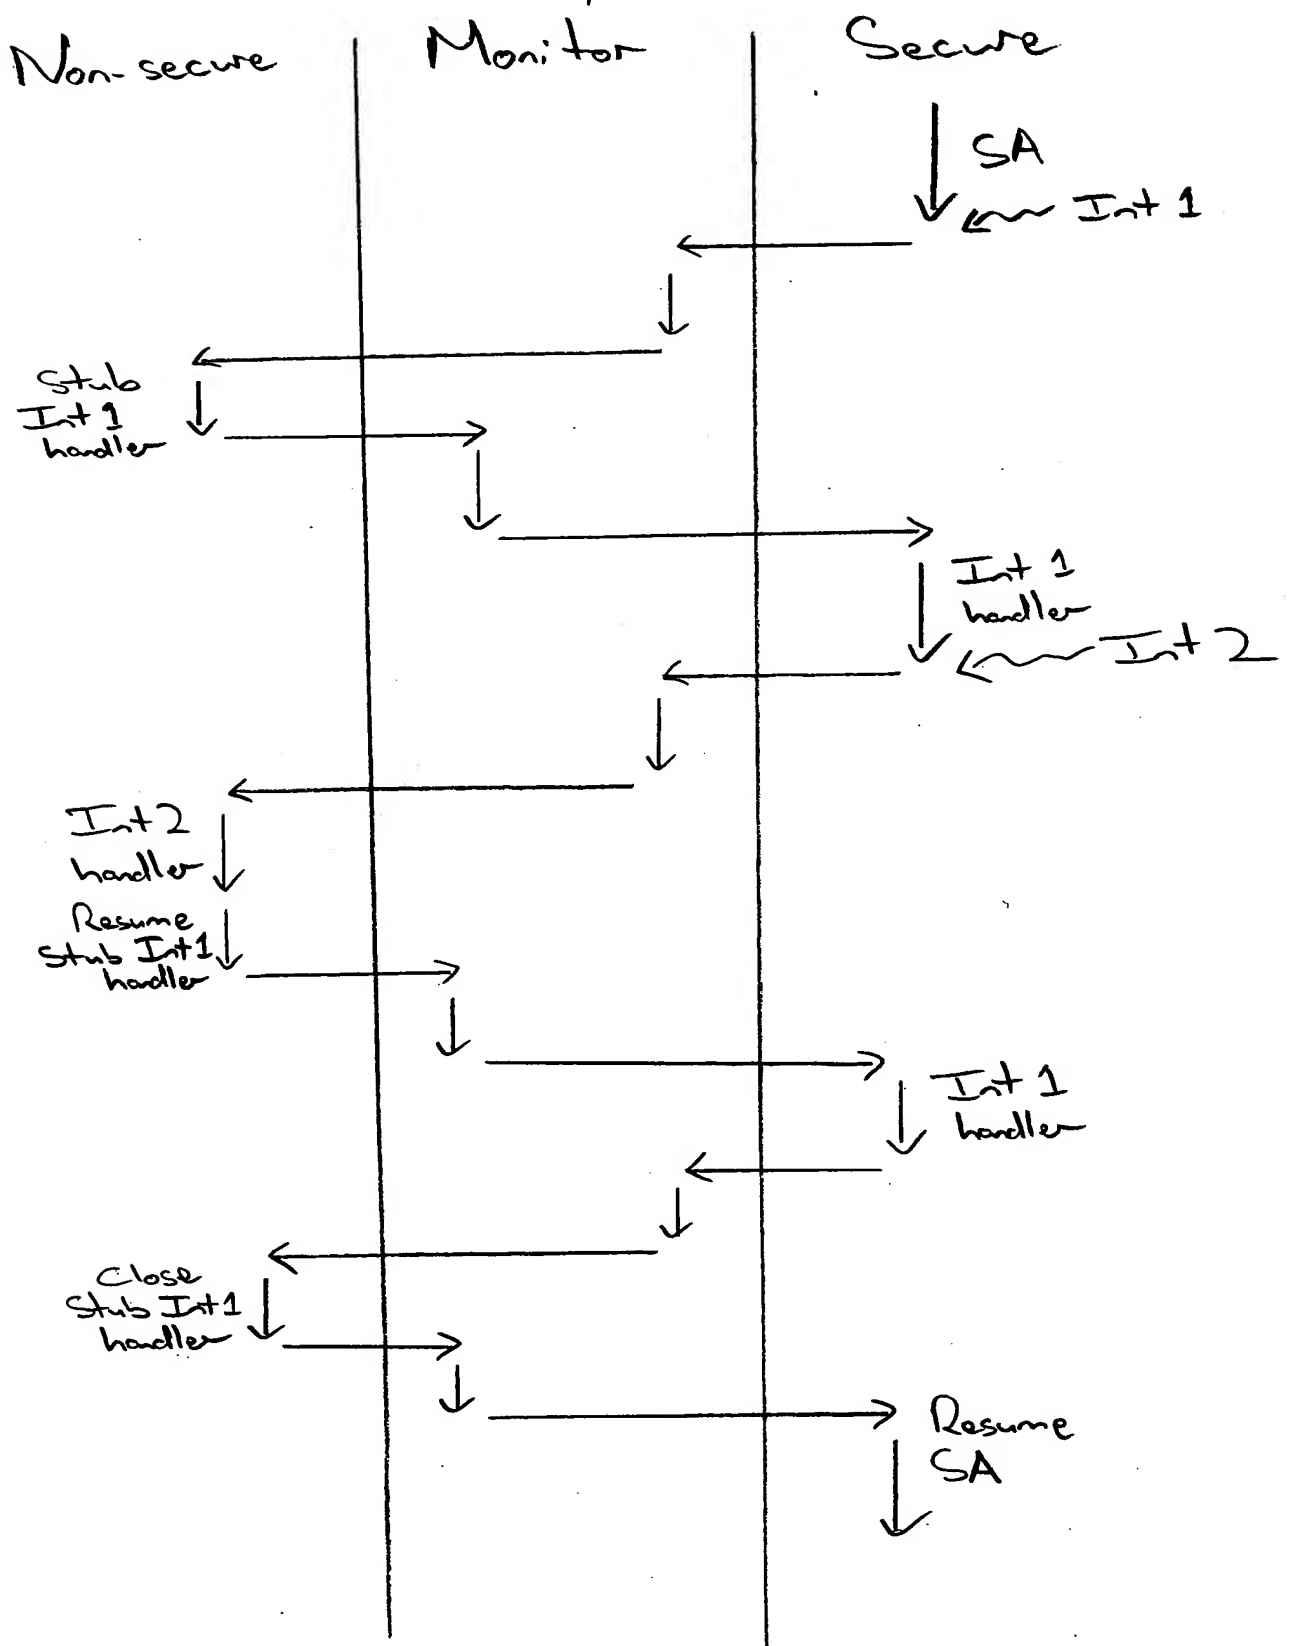 Non-secure
Monitor
Secure
SA
Int 1
Stub
Int 1
handler
Int 1
handler
Int 2
Int 2
handler
Resume
Stub Int 1
handler
Int 1
handler
Close
Stub Int 1
handler
Resume
SA